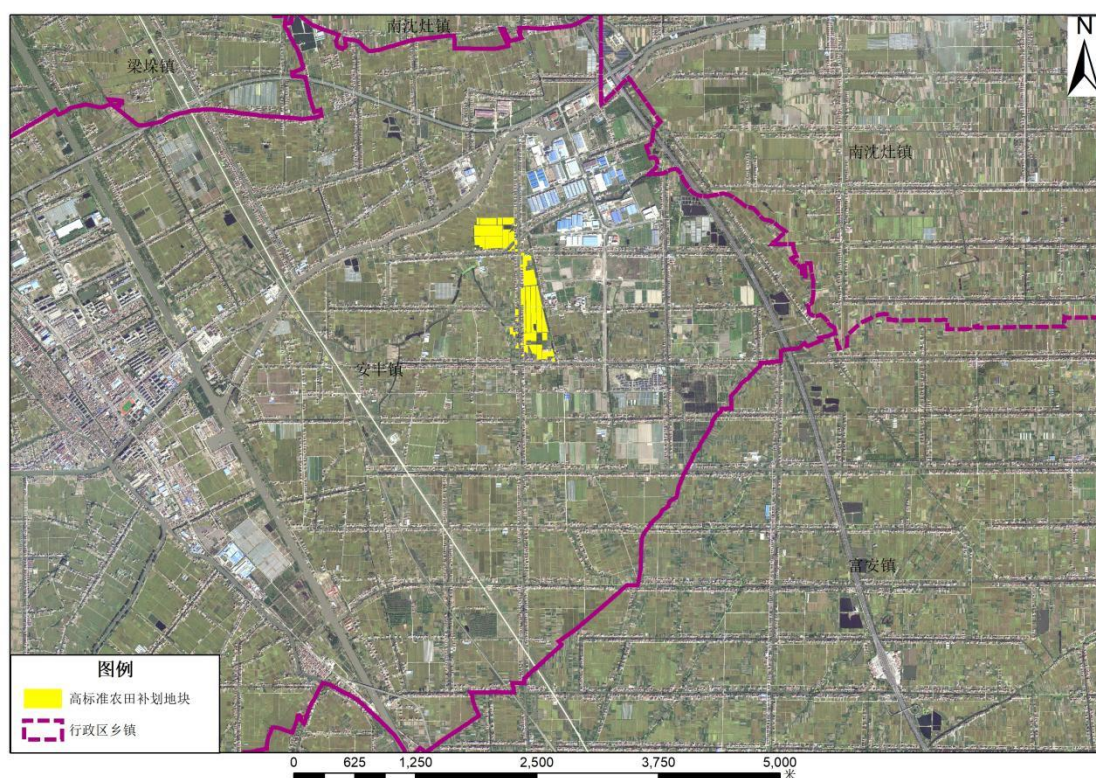 南沈灶镇
N
梁垛镇
南沈灶镇
安丰镇
富安镇
图例
高标准农田补划地块
行政区乡镇
0 625 1,250 2,500 3,750 5,000
米